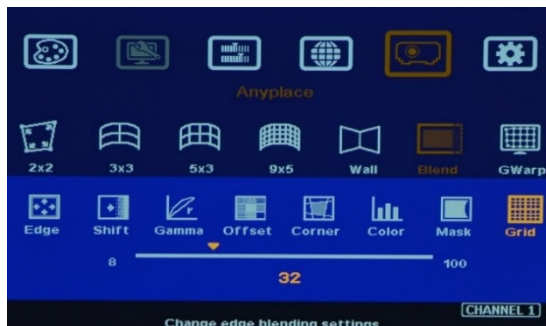 Anyplace
2x2 3x3 5x3 9x5 Wall Blend GWarp
Edge Shift Gamma Offset Corner Color Mask Grid
8 100
32
CHANNEL 1
Change edge blending settings